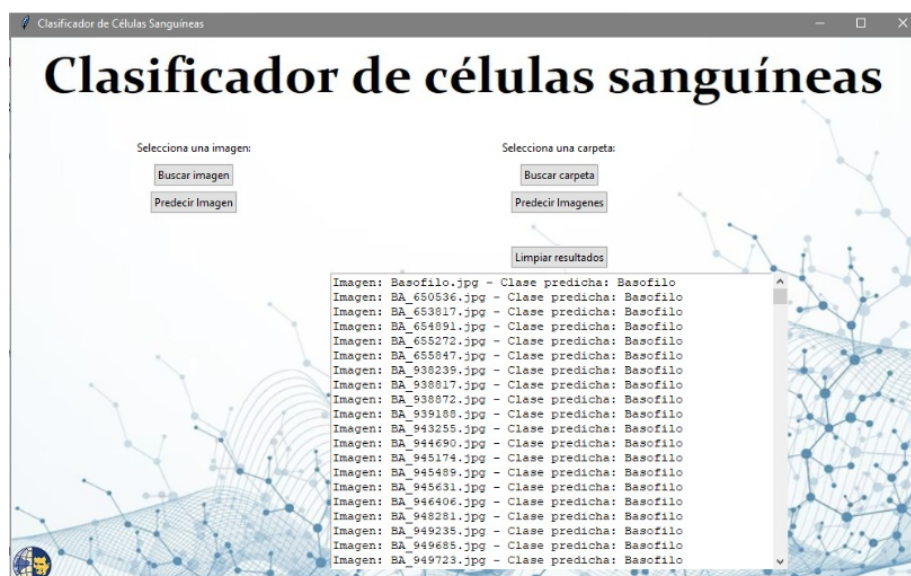 Clasificador de Células Sanguíneas
Clasificador de células sanguíneas
Selecciona una imagen:
Buscar imagen
Predecir Imagen
Selecciona una carpeta:
Buscar carpeta
Predecir Imagenes
Limpiar resultados
Imagen: Basofilo.jpg - Clase predicha: Basofilo
Imagen: BA_650536.jpg - Clase predicha: Basofilo
Imagen: BA_653817.jpg - Clase predicha: Basofilo
Imagen: BA_654891.jpg - Clase predicha: Basofilo
Imagen: BA_655272.jpg - Clase predicha: Basofilo
Imagen: BA_655847.jpg - Clase predicha: Basofilo
Imagen: BA_938239.jpg - Clase predicha: Basofilo
Imagen: BA_938817.jpg - Clase predicha: Basofilo
Imagen: BA_938872.jpg - Clase predicha: Basofilo
Imagen: BA_939188.jpg - Clase predicha: Basofilo
Imagen: BA_943255.jpg - Clase predicha: Basofilo
Imagen: BA_944690.jpg - Clase predicha: Basofilo
Imagen: BA_945174.jpg - Clase predicha: Basofilo
Imagen: BA_945489.jpg - Clase predicha: Basofilo
Imagen: BA_945631.jpg - Clase predicha: Basofilo
Imagen: BA_946406.jpg - Clase predicha: Basofilo
Imagen: BA_948281.jpg - Clase predicha: Basofilo
Imagen: BA_949235.jpg - Clase predicha: Basofilo
Imagen: BA_949685.jpg - Clase predicha: Basofilo
Imagen: BA_949723.jpg - Clase predicha: Basofilo